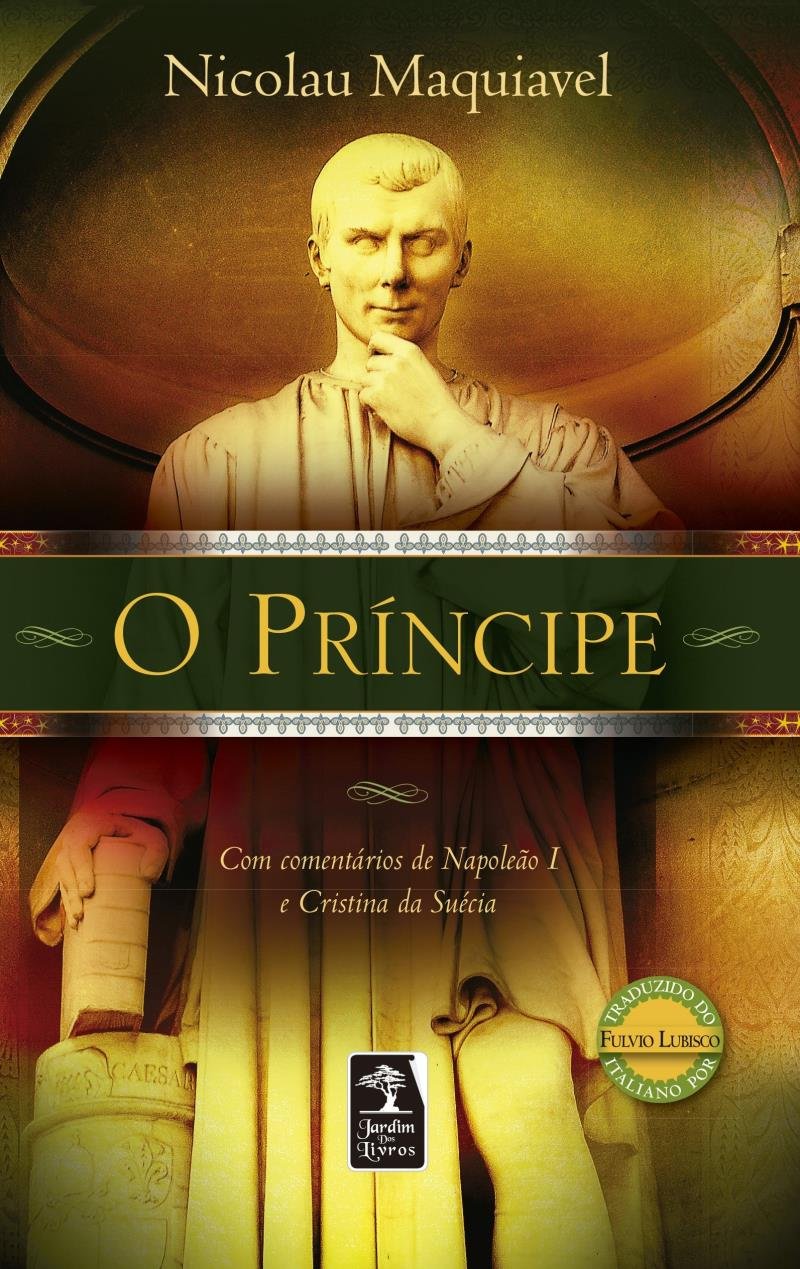 Nicolau Maquiavel
O Príncipe
Com comentários de Napoleão I
e Cristina da Suécia
TRADUZIDO DO
FULVIO LUBISCO
ITALIANO POR
CAESAR
Jardim
Dos
Livros